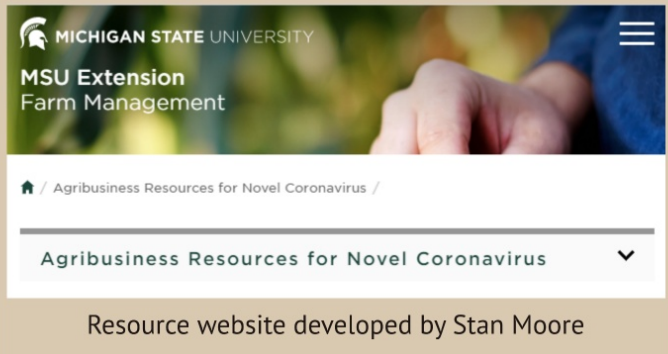 MICHIGAN STATE UNIVERSITY
MSU Extension
Farm Management
/ Agribusiness Resources for Novel Coronavirus /
Agribusiness Resources for Novel Coronavirus
Resource website developed by Stan Moore